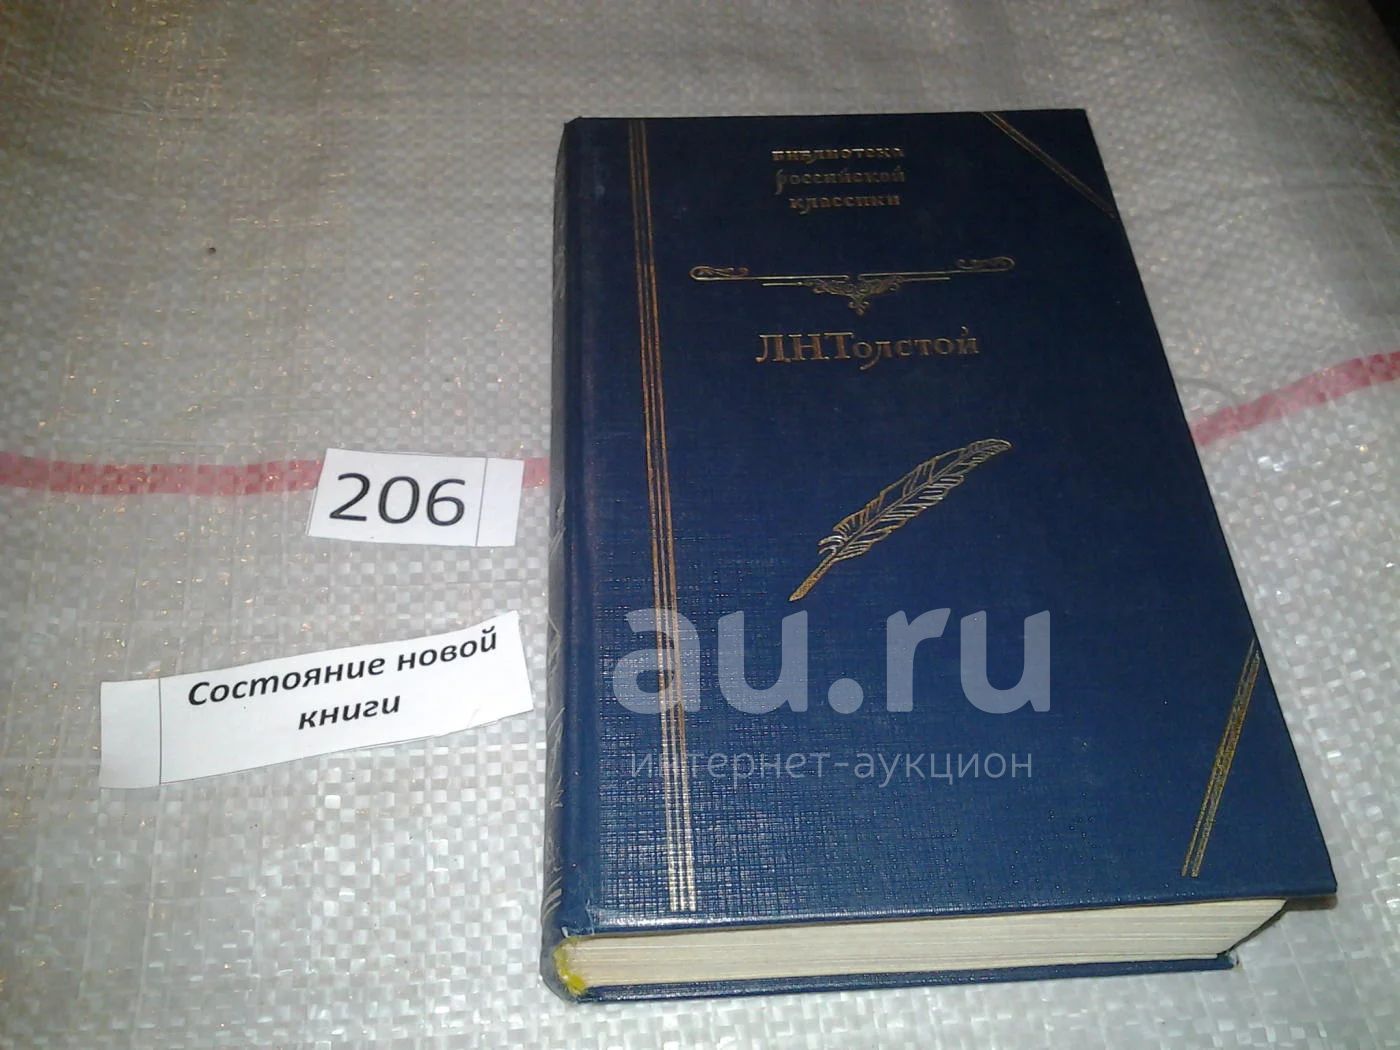 Библиотека
российской
классики
Л.Н.Толстой
206
Состояние новой
книги
au.ru
интернет-аукцион